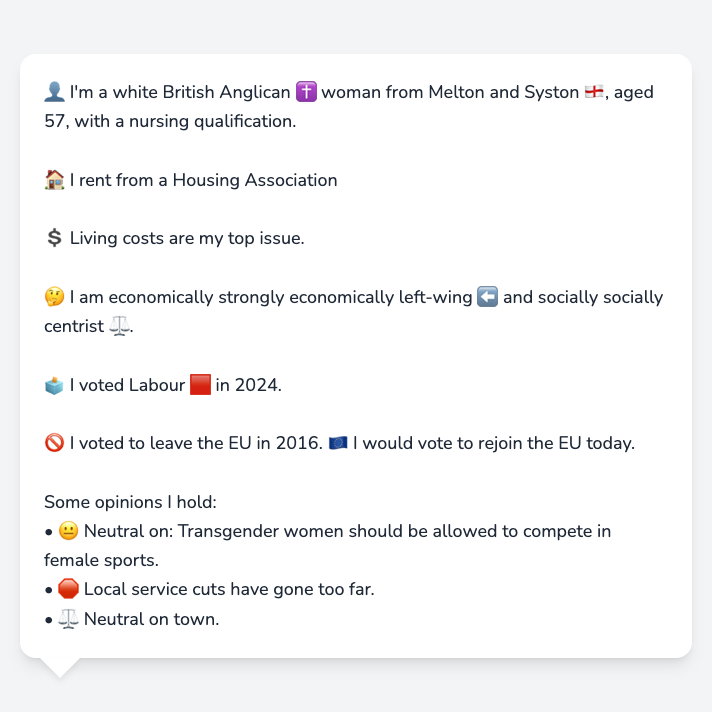 👤 I'm a white British Anglican ✝️ woman from Melton and Syston 🏴󠁧󠁢󠁥󠁮󠁧󠁿, aged
57, with a nursing qualification.
🏠 I rent from a Housing Association
💲 Living costs are my top issue.
🤔 I am economically strongly economically left-wing ⬅️ and socially socially
centrist ⚖️.
🗳️ I voted Labour 🟥 in 2024.
🚫 I voted to leave the EU in 2016. 🇪🇺 I would vote to rejoin the EU today.
Some opinions I hold:
• 😐 Neutral on: Transgender women should be allowed to compete in
female sports.
• 🛑 Local service cuts have gone too far.
• ⚖️ Neutral on town.